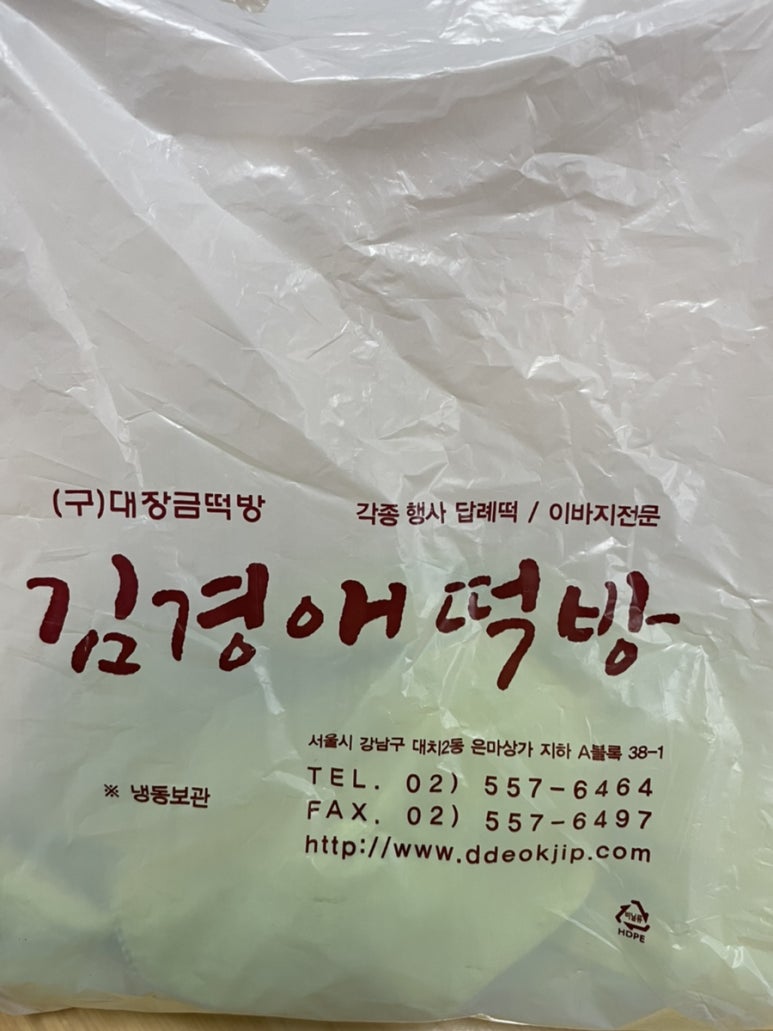 (구)대장금떡방
각종 행사 답례떡 / 이바지전문
김경애떡방
서울시 강남구 대치2동 은마상가 지하 A블록 38-1
※ 냉동보관
TEL. 02) 557-6464
FAX. 02) 557-6497
http://www.ddeokjip.com
비닐류
HDPE